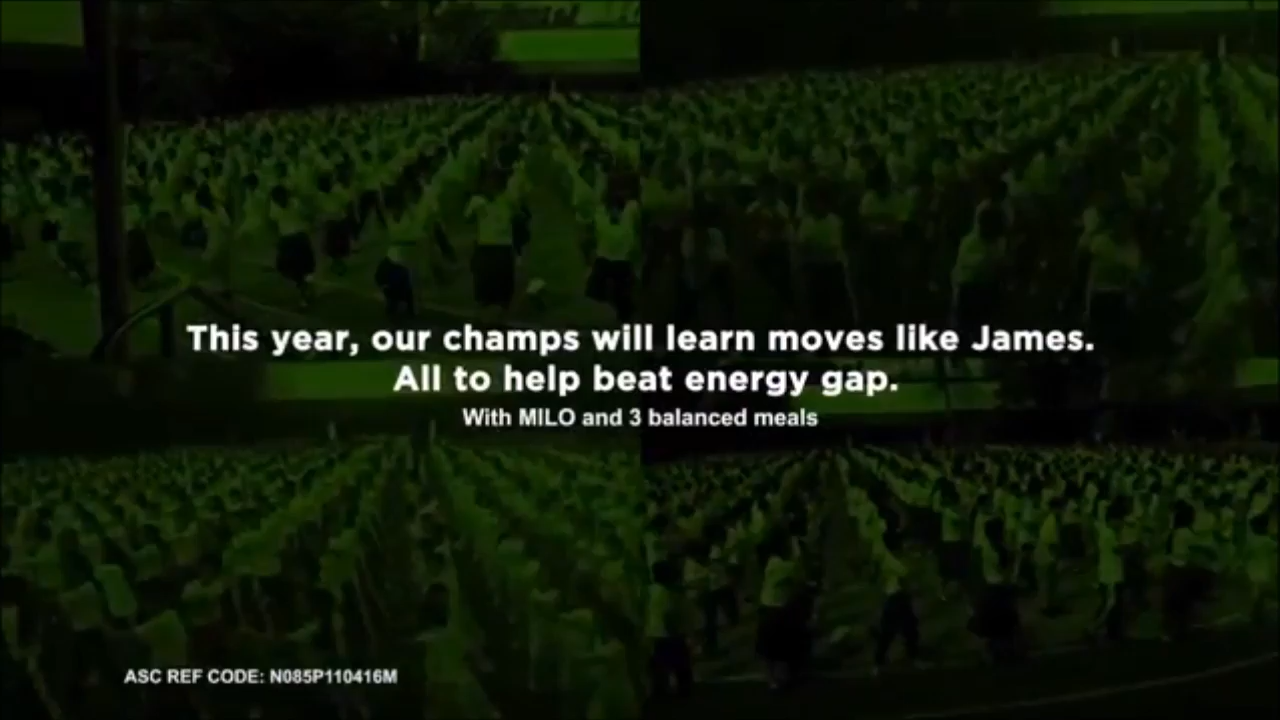 This year, our champs will learn moves like James.
All to help beat energy gap.
With MILO and 3 balanced meals
ASC REF CODE: N085P110416M